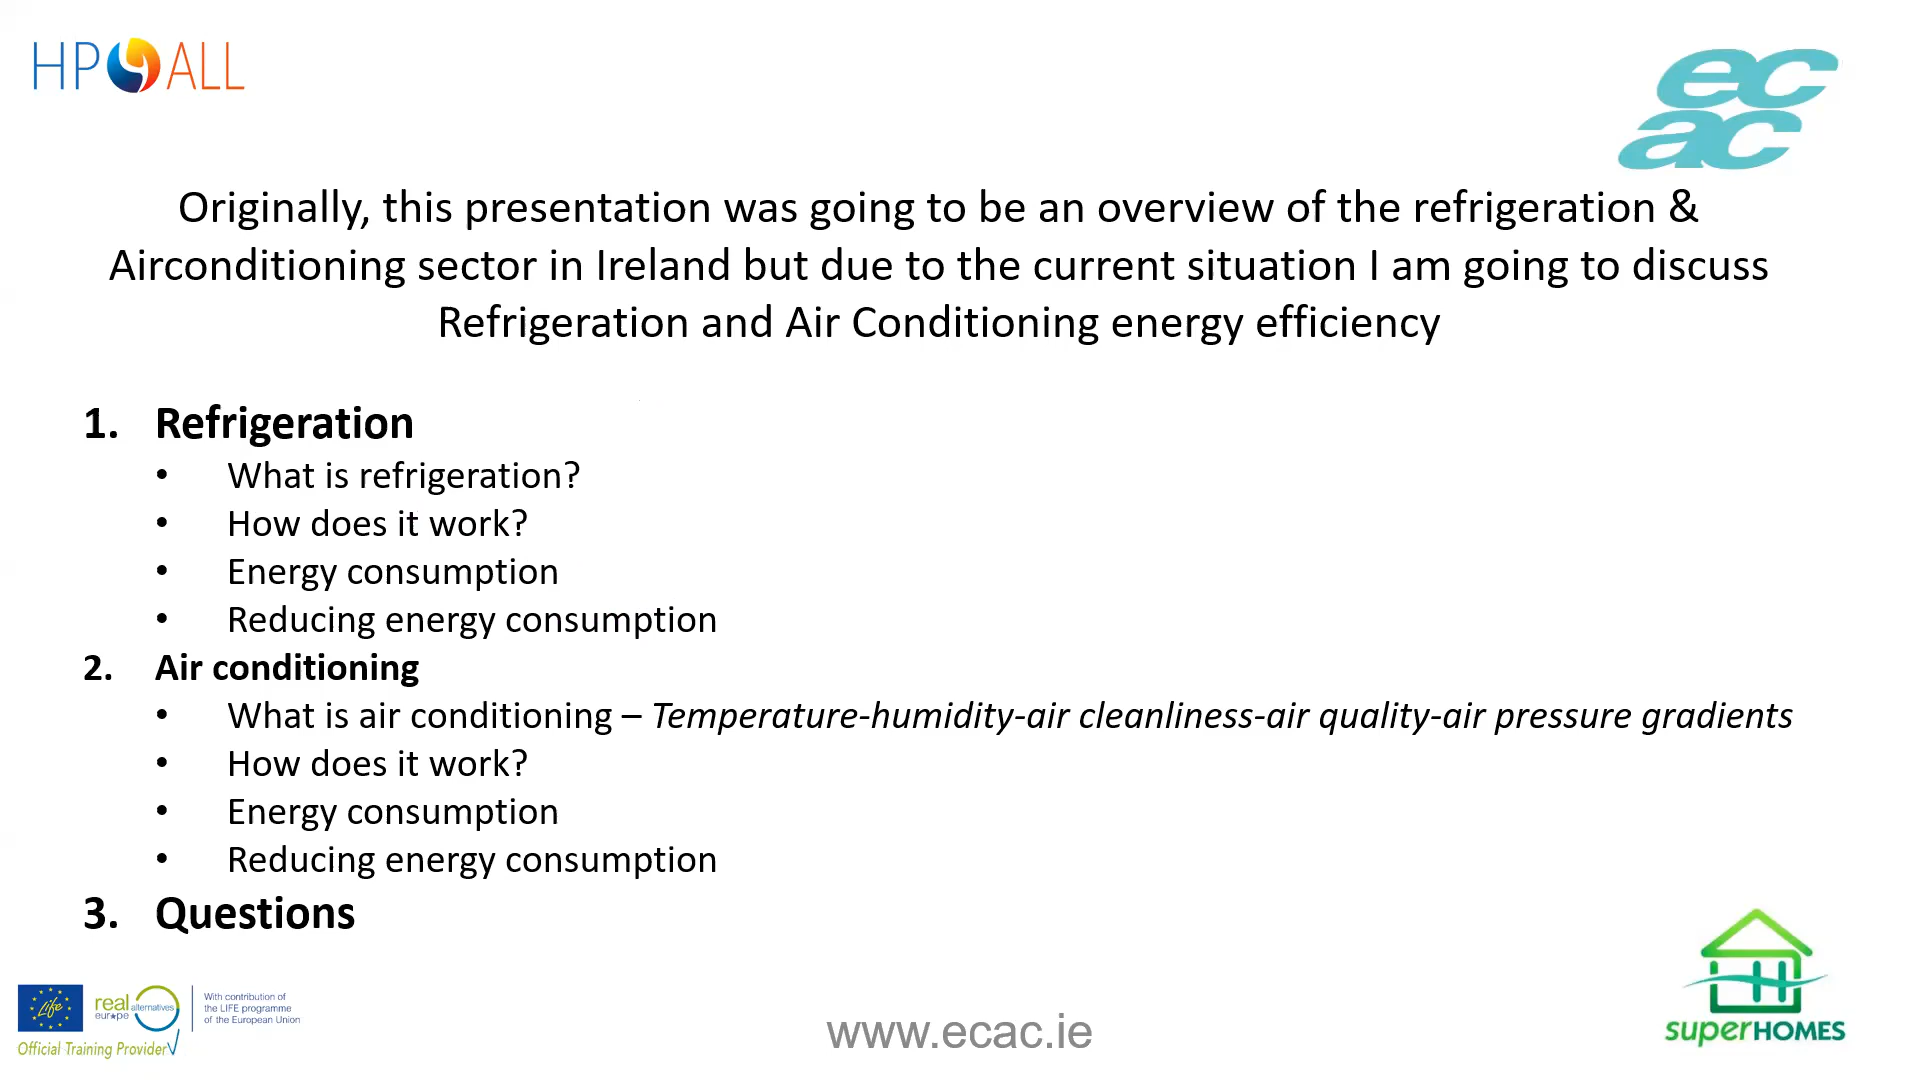 HP4ALL
ec
ac
Originally, this presentation was going to be an overview of the refrigeration &
Airconditioning sector in Ireland but due to the current situation I am going to discuss
Refrigeration and Air Conditioning energy efficiency
1. Refrigeration
• What is refrigeration?
• How does it work?
• Energy consumption
• Reducing energy consumption
2. Air conditioning
• What is air conditioning – Temperature-humidity-air cleanliness-air quality-air pressure gradients
• How does it work?
• Energy consumption
• Reducing energy consumption
3. Questions
life
real alternatives
europe
Official Training Provider
With contribution of
the LIFE programme
of the European Union
www.ecac.ie
superHOMES